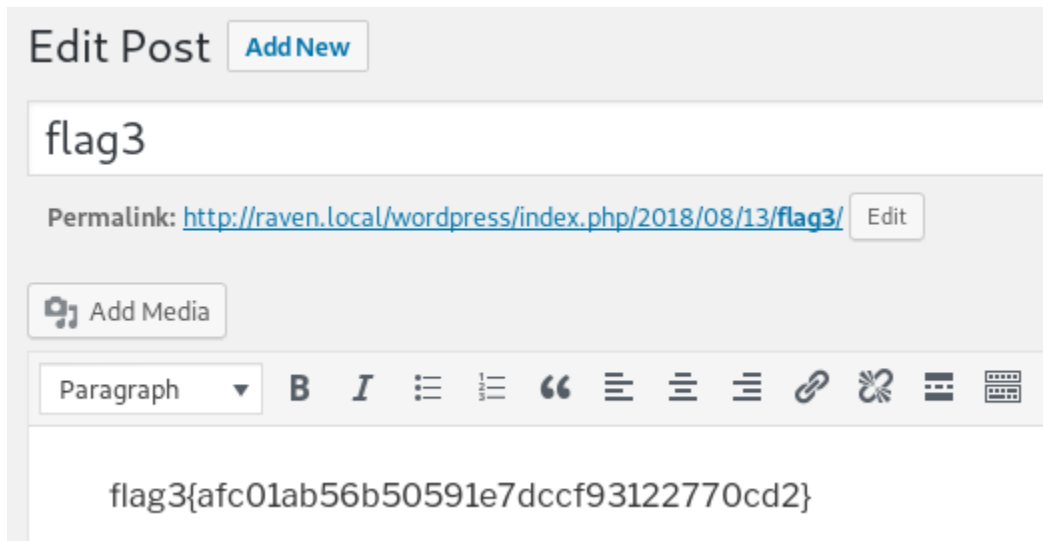 Edit Post Add New
flag3
Permalink: http://raven.local/wordpress/index.php/2018/08/13/flag3/ Edit
Add Media
Paragraph B I
flag3{afc01ab56b50591e7dccf93122770cd2}